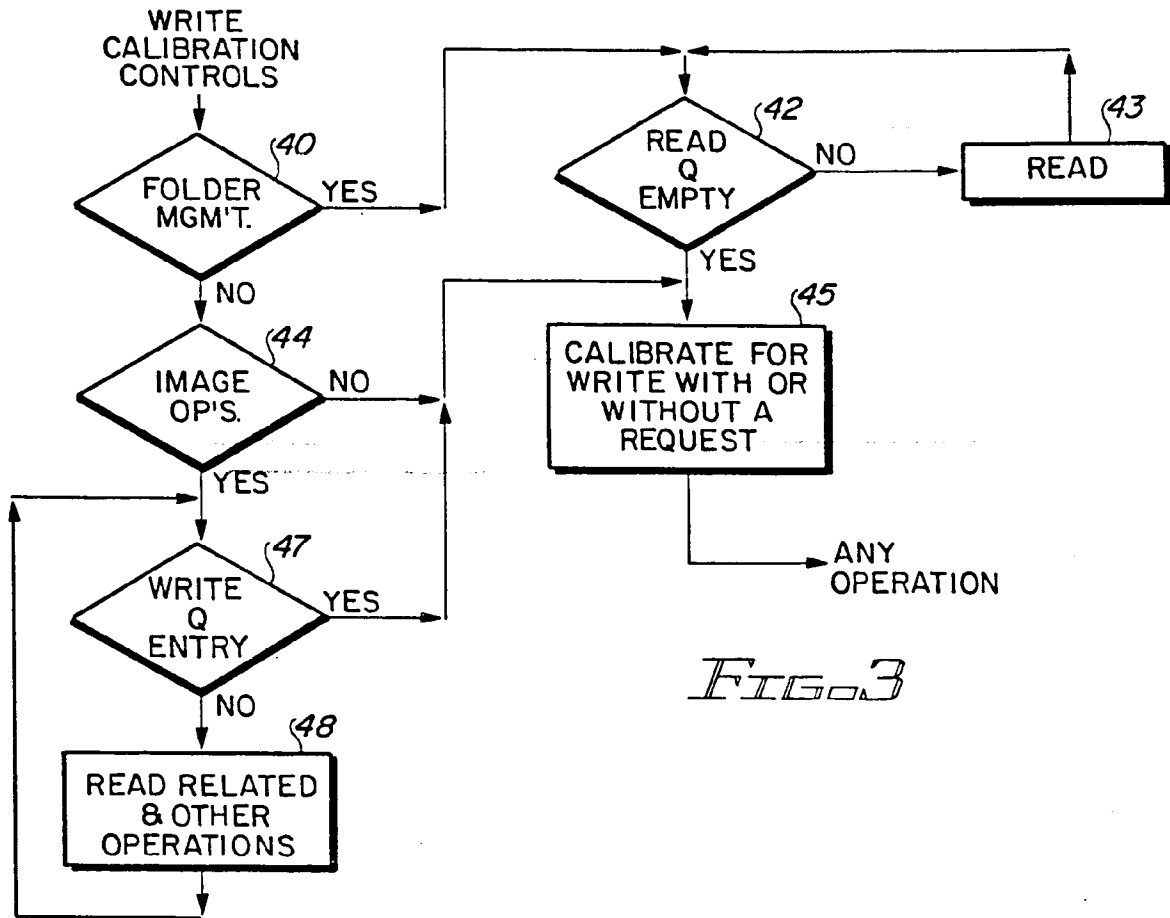 WRITE
CALIBRATION
CONTROLS
40
FOLDER
MGM'T.
YES
NO
42
READ
Q
EMPTY
NO
YES
43
READ
44
IMAGE
OP'S.
NO
YES
45
CALIBRATE FOR
WRITE WITH OR
WITHOUT A
REQUEST
ANY
OPERATION
47
WRITE
Q
ENTRY
YES
NO
48
READ RELATED
& OTHER
OPERATIONS
FIG. 3